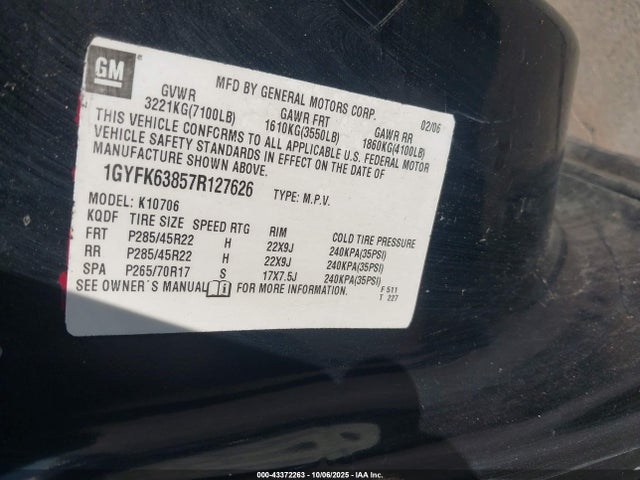 GM
MFD BY GENERAL MOTORS CORP. 02/06
GVWR GAWR FRT GAWR RR
3221KG(7100LB) 1610KG(3550LB) 1860KG(4100LB)
THIS VEHICLE CONFORMS TO ALL APPLICABLE U.S. FEDERAL MOTOR
VEHICLE SAFETY STANDARDS IN EFFECT ON THE DATE OF
MANUFACTURE SHOWN ABOVE.
1GYFK63857R127626 TYPE: M.P.V.
MODEL: K10706
KQDF TIRE SIZE SPEED RTG RIM COLD TIRE PRESSURE
FRT P285/45R22 H 22X9J 240KPA(35PSI)
RR P285/45R22 H 22X9J 240KPA(35PSI)
SPA P265/70R17 S 17X7.5J 240KPA(35PSI)
SEE OWNER'S MANUAL FOR MORE INFORMATION. F 511
T 227
000-43372263 - 10/06/2025 - IAA Inc.